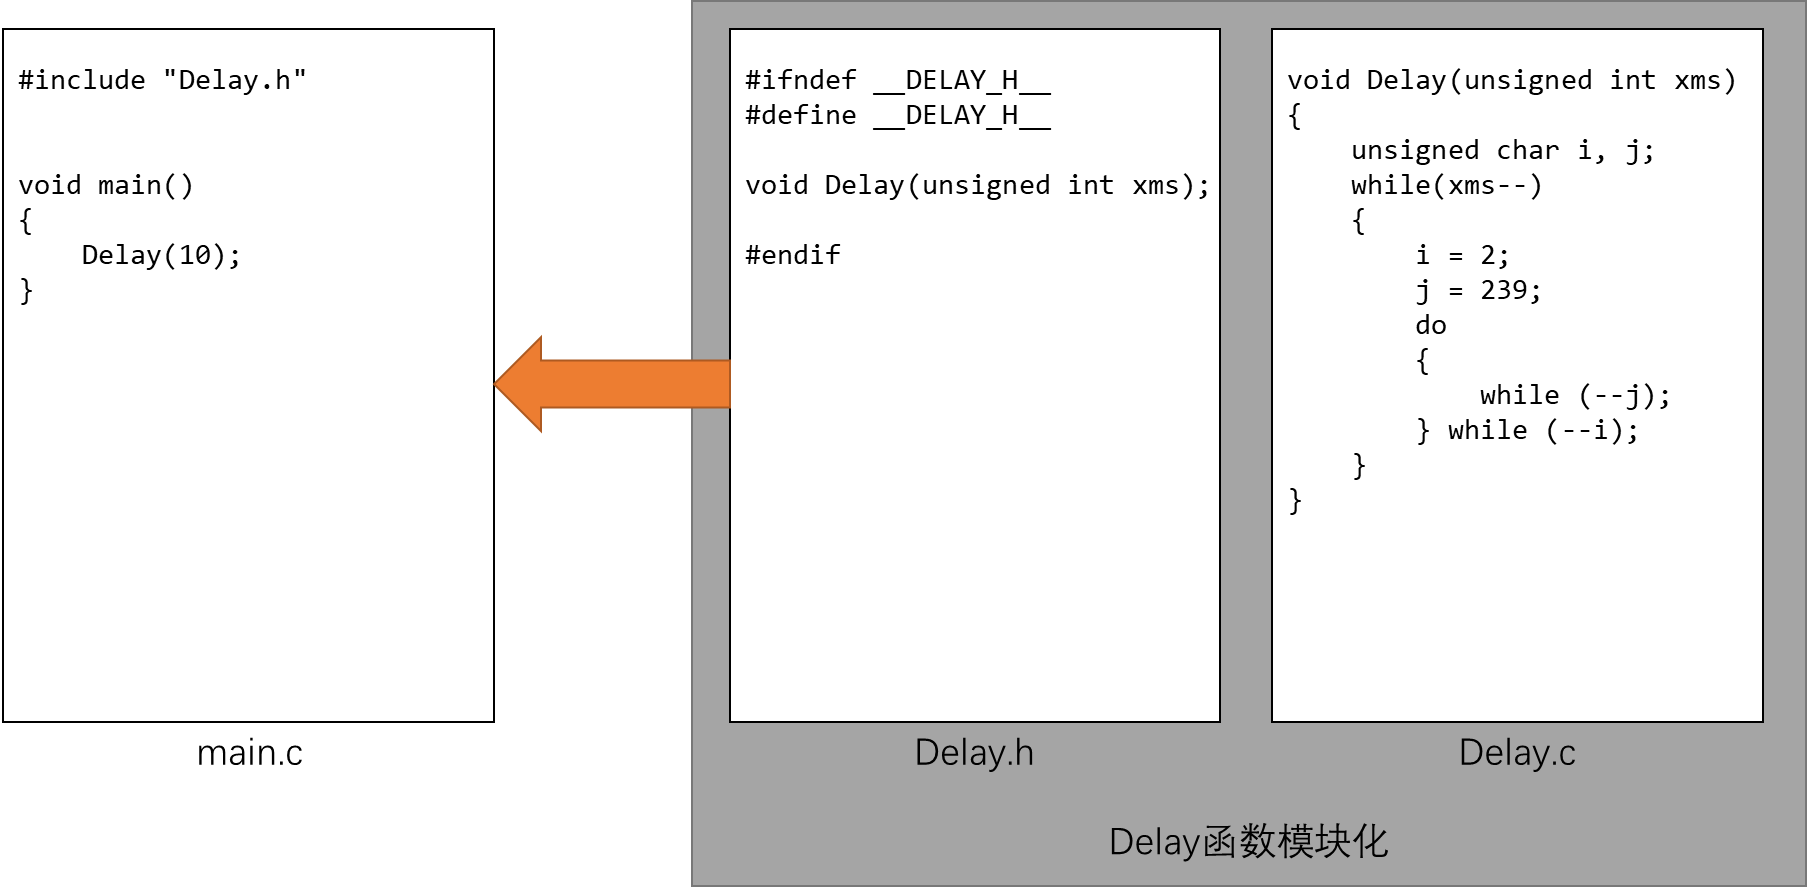 #include "Delay.h"
void main()
{
    Delay(10);
}
main.c
#ifndef __DELAY_H__
#define __DELAY_H__
void Delay(unsigned int xms);
#endif
Delay.h
void Delay(unsigned int xms)
{
    unsigned char i, j;
    while(xms--)
    {
        i = 2;
        j = 239;
        do
        {
            while (--j);
        } while (--i);
    }
}
Delay.c
Delay函数模块化